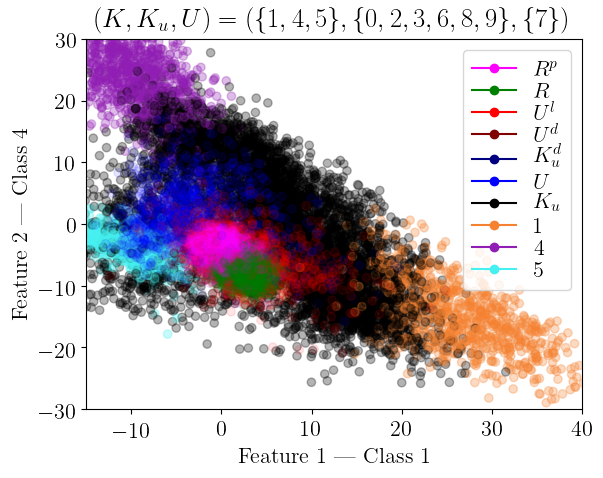 (K, K_u, U) = ({1, 4, 5}, {0, 2, 3, 6, 8, 9}, {7})
30
20
10
0
−10
−20
−30
Feature 2 — Class 4
R^p
R
U^l
U^d
K_u^d
U
K_u
1
4
5
−10
0
10
20
30
40
Feature 1 — Class 1